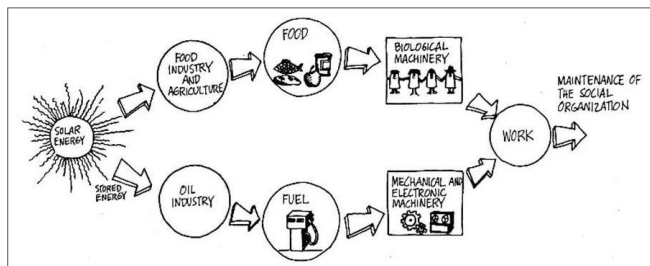 SOLAR
ENERGY
FOOD
INDUSTRY
AND
AGRICULTURE
FOOD
BIOLOGICAL
MACHINERY
STORED
ENERGY
OIL
INDUSTRY
FUEL
MECHANICAL AND
ELECTRONIC
MACHINERY
WORK
MAINTENANCE OF
THE SOCIAL
ORGANIZATION